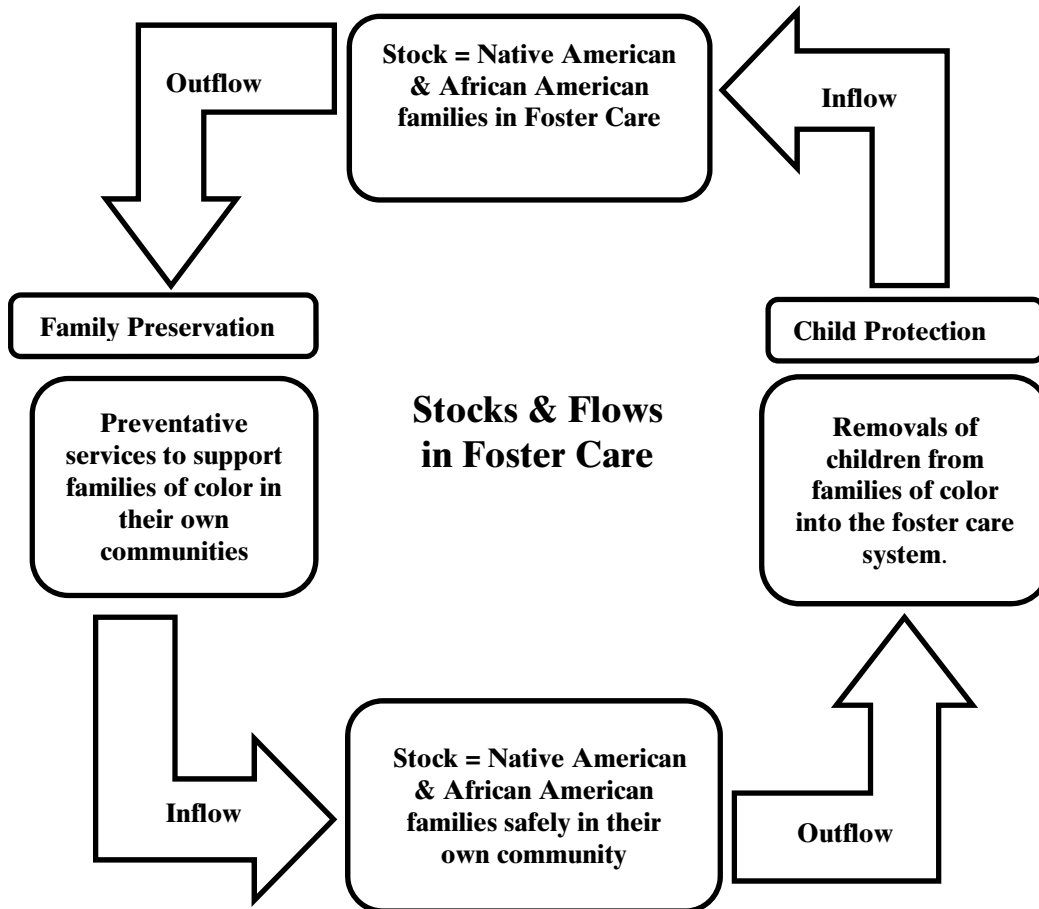 Outflow
Stock = Native American
& African American
families in Foster Care
Inflow
Family Preservation
Child Protection
Preventative
services to support
families of color in
their own
communities
Stocks & Flows
in Foster Care
Removals of
children from
families of color
into the foster care
system.
Inflow
Stock = Native American
& African American
families safely in their
own community
Outflow